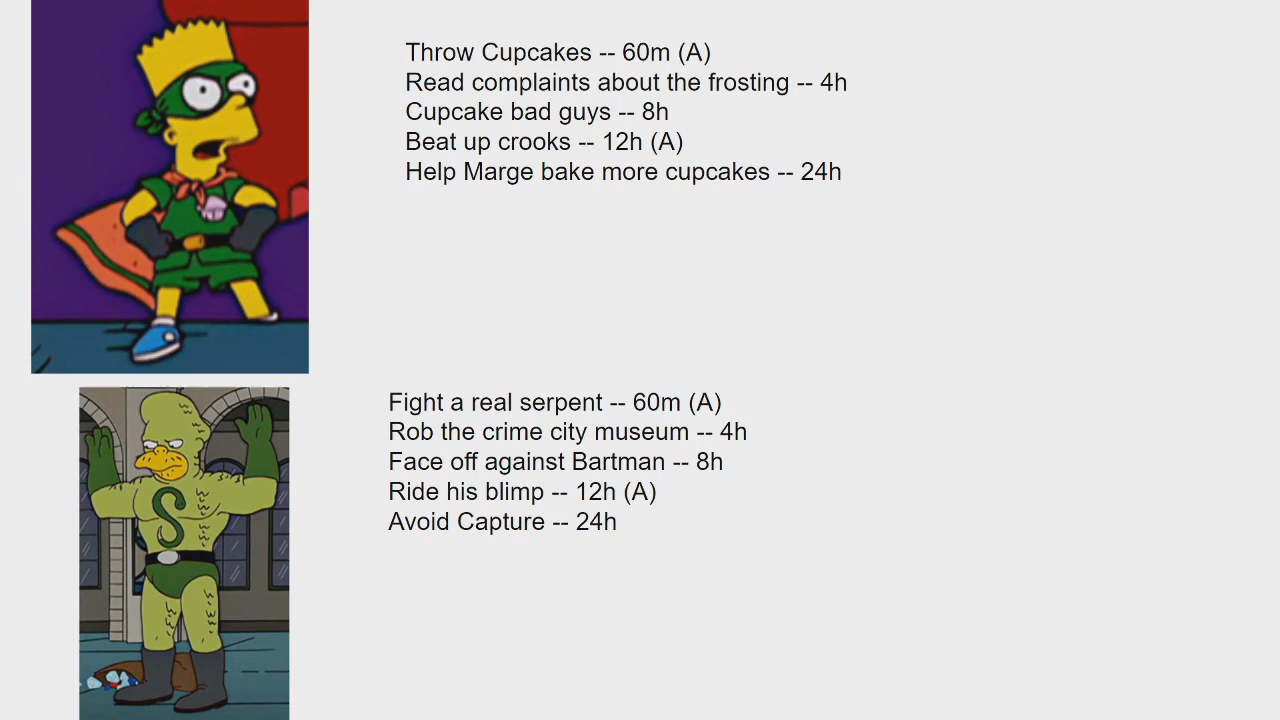 Throw Cupcakes -- 60m (A)
Read complaints about the frosting -- 4h
Cupcake bad guys -- 8h
Beat up crooks -- 12h (A)
Help Marge bake more cupcakes -- 24h
S
Fight a real serpent -- 60m (A)
Rob the crime city museum -- 4h
Face off against Bartman -- 8h
Ride his blimp -- 12h (A)
Avoid Capture -- 24h